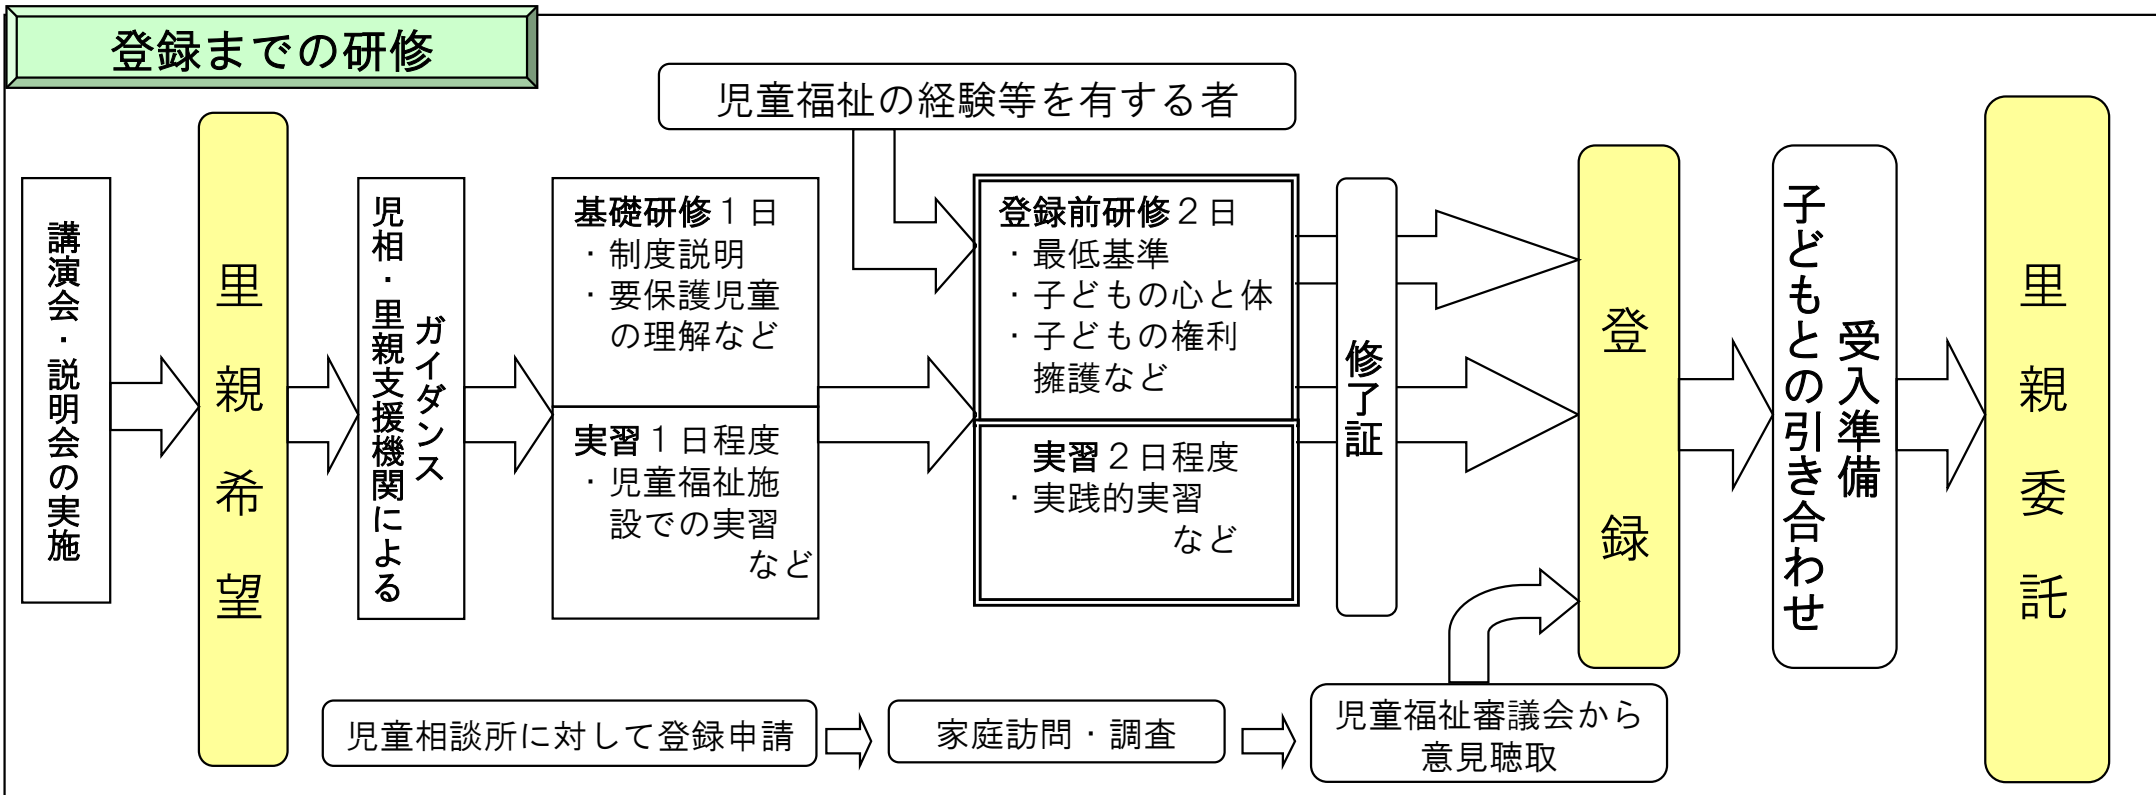 登録までの研修
児童福祉の経験等を有する者
講演会・説明会の実施
里親希望
児相・里親支援機関による
ガイダンス
基礎研修１日
・制度説明
・要保護児童
の理解など
実習１日程度
・児童福祉施
設での実習
など
登録前研修２日
・最低基準
・子どもの心と体
・子どもの権利
擁護など
実習２日程度
・実践的実習
など
修了証
登録
子どもとの引き合わせ
受入準備
里親委託
児童相談所に対して登録申請
家庭訪問・調査
児童福祉審議会から
意見聴取